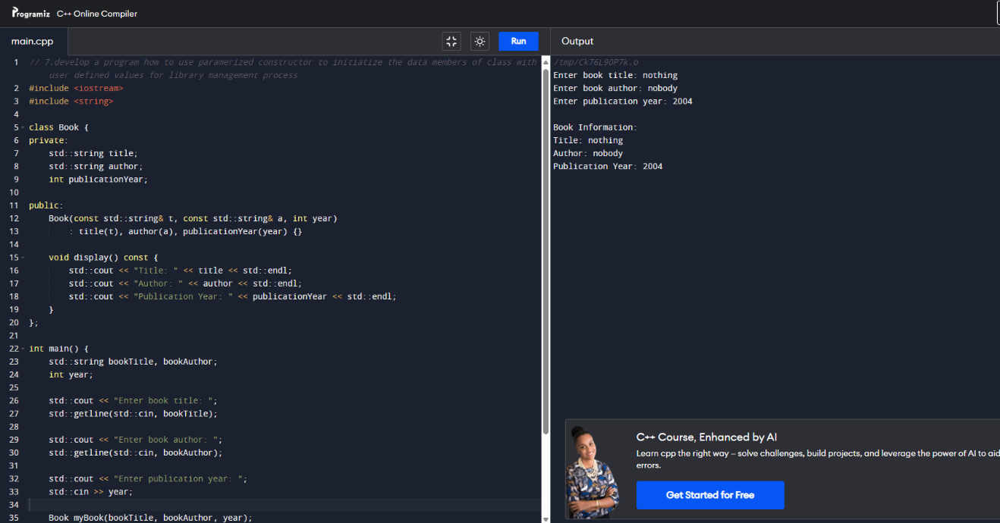 Programiz C++ Online Compiler
main.cpp
Run
Output
1 // 7.develop a program how to use paramerized constructor to initiatize the data members of class with
user defined values for library management process
2 #include <iostream>
3 #include <string>
4
5 class Book {
6 private:
7 std::string title;
8 std::string author;
9 int publicationYear;
10
11 public:
12 Book(const std::string& t, const std::string& a, int year)
13 : title(t), author(a), publicationYear(year) {}
14
15 void display() const {
16 std::cout << "Title: " << title << std::endl;
17 std::cout << "Author: " << author << std::endl;
18 std::cout << "Publication Year: " << publicationYear << std::endl;
19 }
20 };
21
22 int main() {
23 std::string bookTitle, bookAuthor;
24 int year;
25
26 std::cout << "Enter book title: ";
27 std::getline(std::cin, bookTitle);
28
29 std::cout << "Enter book author: ";
30 std::getline(std::cin, bookAuthor);
31
32 std::cout << "Enter publication year: ";
33 std::cin >> year;
34
35 Book myBook(bookTitle, bookAuthor, year);
/tmp/Ck76L9OP7k.o
Enter book title: nothing
Enter book author: nobody
Enter publication year: 2004
Book Information:
Title: nothing
Author: nobody
Publication Year: 2004
C++ Course, Enhanced by AI
Learn cpp the right way – solve challenges, build projects, and leverage the power of AI to aid
errors.
Get Started for Free